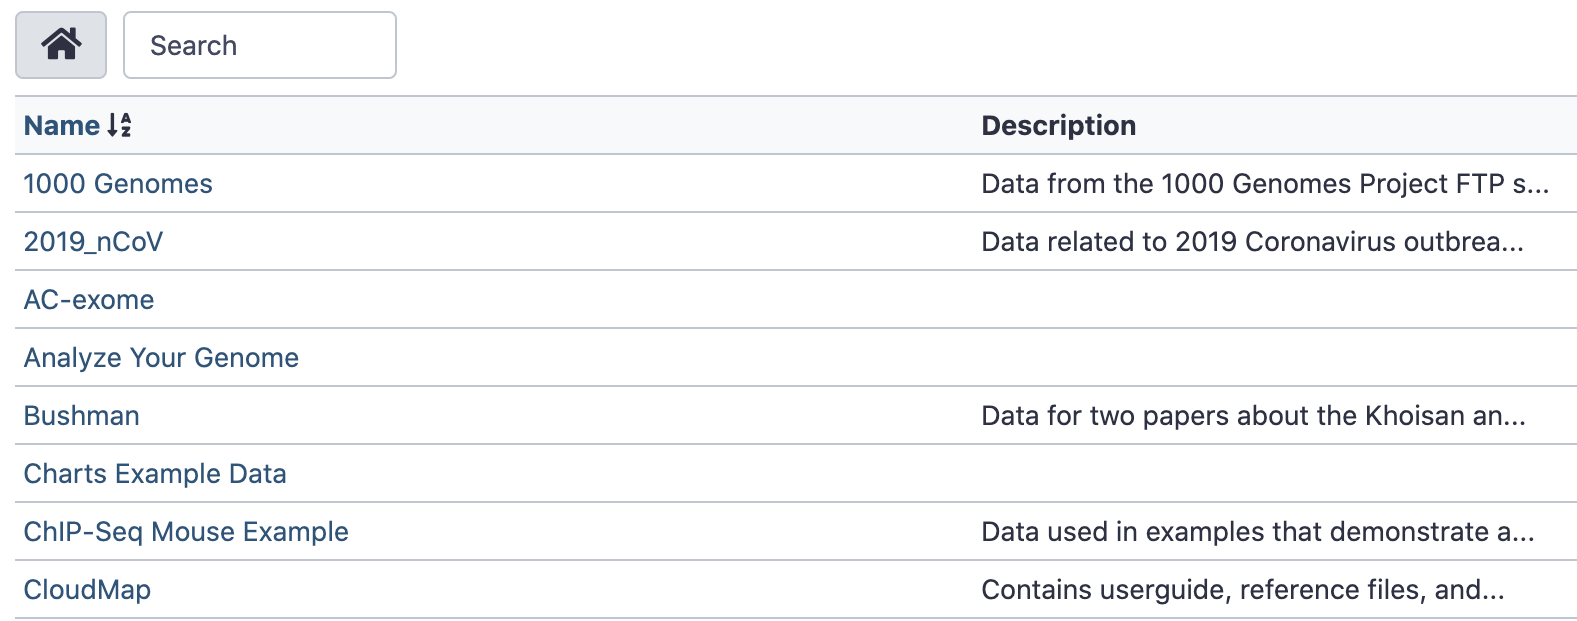 Search
Name Description
1000 Genomes Data from the 1000 Genomes Project FTP s...
2019_nCoV Data related to 2019 Coronavirus outbrea...
AC-exome
Analyze Your Genome
Bushman Data for two papers about the Khoisan an...
Charts Example Data
ChIP-Seq Mouse Example Data used in examples that demonstrate a...
CloudMap Contains userguide, reference files, and...